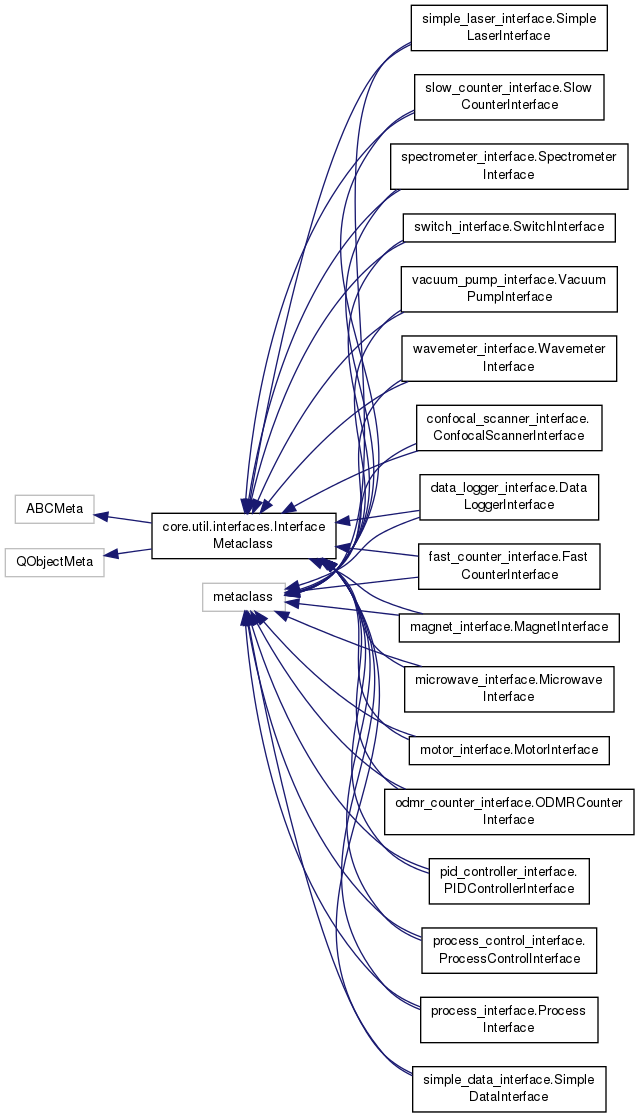 simple_laser_interface.Simple
LaserInterface
slow_counter_interface.Slow
CounterInterface
spectrometer_interface.Spectrometer
Interface
switch_interface.SwitchInterface
vacuum_pump_interface.Vacuum
PumpInterface
wavemeter_interface.Wavemeter
Interface
confocal_scanner_interface.
ConfocalScannerInterface
data_logger_interface.Data
LoggerInterface
ABCMeta
core.util.interfaces.Interface
Metaclass
QObjectMeta
fast_counter_interface.Fast
CounterInterface
metaclass
magnet_interface.MagnetInterface
microwave_interface.Microwave
Interface
motor_interface.MotorInterface
odmr_counter_interface.ODMRCounter
Interface
pid_controller_interface.
PIDControllerInterface
process_control_interface.
ProcessControlInterface
process_interface.Process
Interface
simple_data_interface.Simple
DataInterface